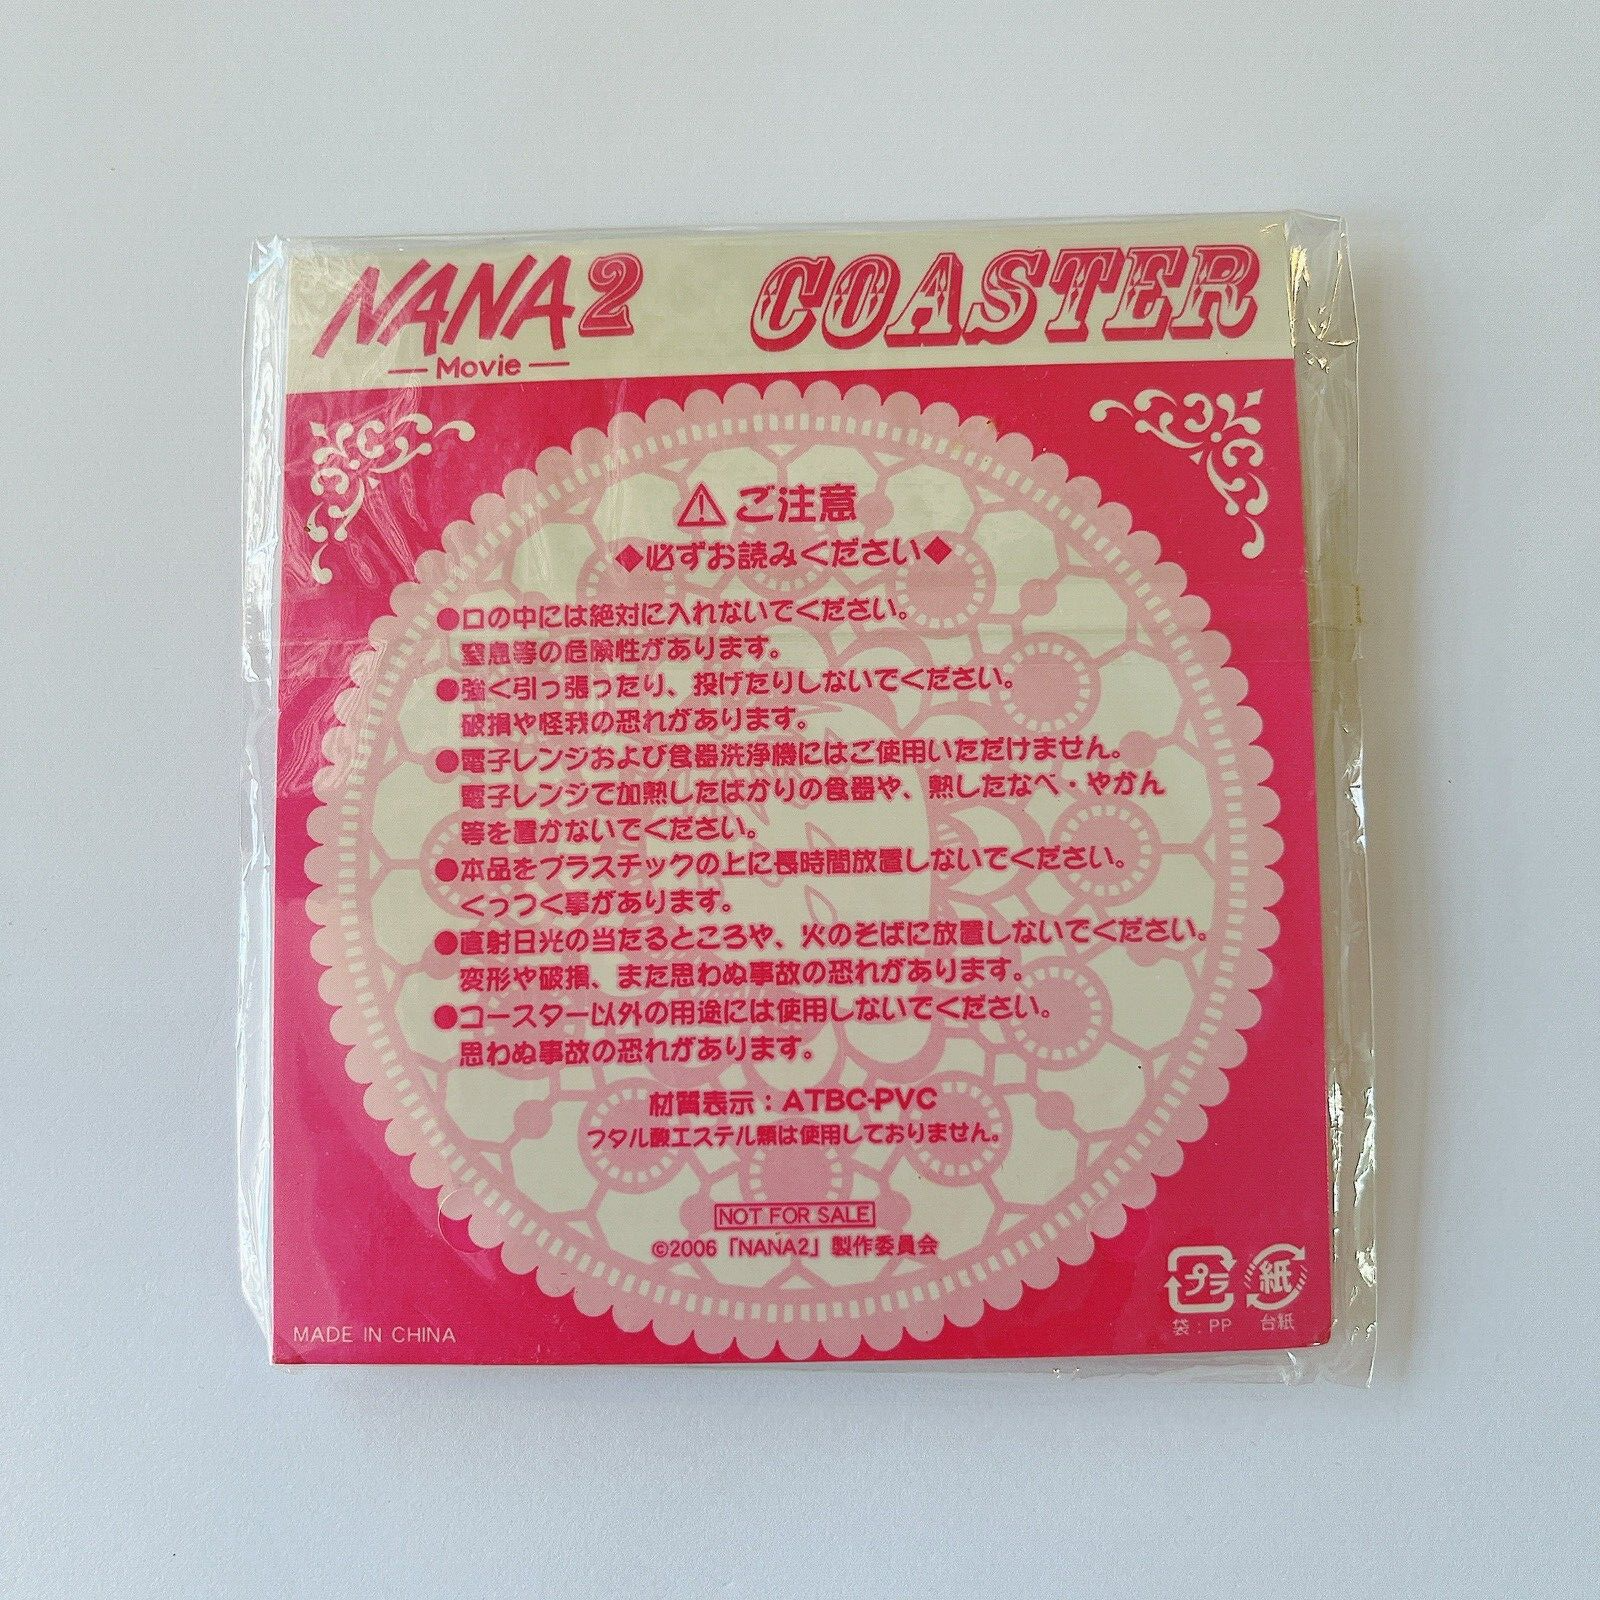 NANA2 COASTER
Movie
ご注意
◆必ずお読みください◆
●口の中には絶対に入れないでください。
窒息等の危険性があります。
●強く引っ張ったり、投げたりしないでください。
破損や怪我の恐れがあります。
●電子レンジおよび食器洗浄機にはご使用いただけません。
電子レンジで加熱したばかりの食器や、熱したなべ・やかん
等を置かないでください。
●本品をプラスチックの上に長時間放置しないでください。
くっつく事があります。
●直射日光の当たるところや、火のそばに放置しないでください。
変形や破損、また思わぬ事故の恐れがあります。
●コースター以外の用途には使用しないでください。
思わぬ事故の恐れがあります。
材質表示：ATBC-PVC
フタル酸エステル類は使用しておりません。
NOT FOR SALE
©2006「NANA2」製作委員会
プラ 紙
袋：PP 台紙
MADE IN CHINA